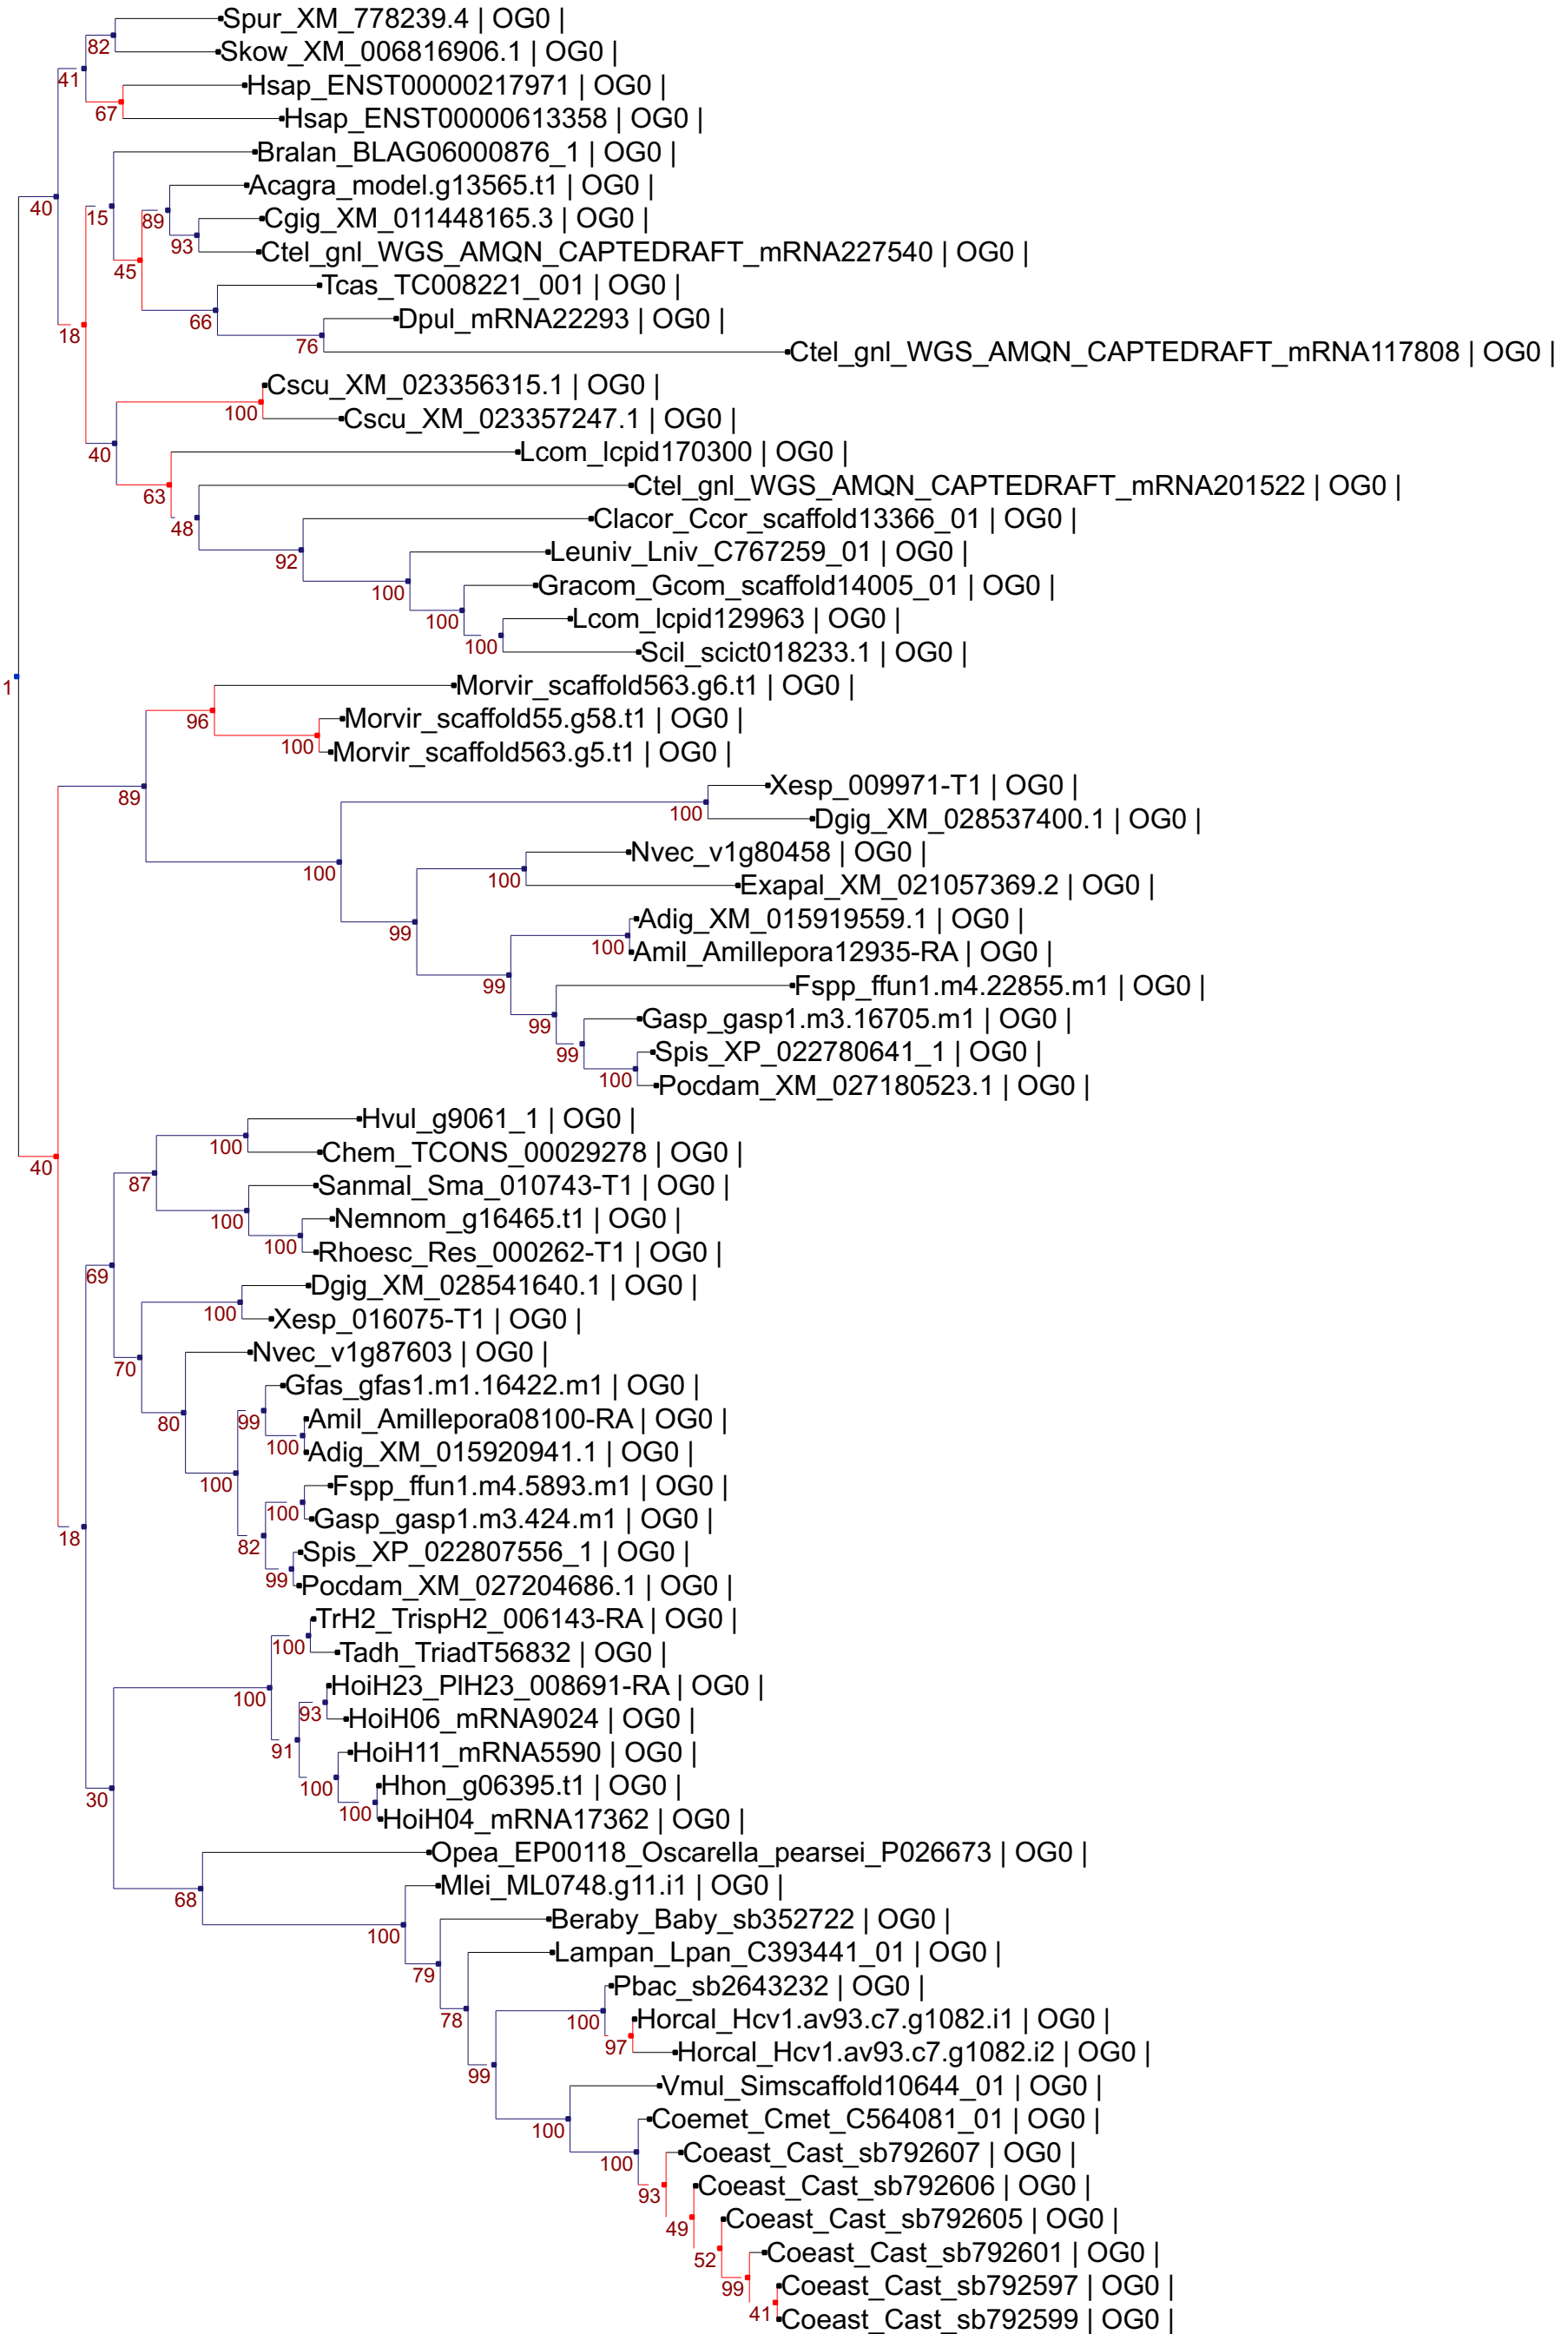 Spur_XM_778239.4 | OG0 |
82
Skow_XM_006816906.1 | OG0 |
41
Hsap_ENST00000217971 | OG0 |
67
Hsap_ENST00000613358 | OG0 |
Bralan_BLAG06000876_1 | OG0 |
Acagra_model.g13565.t1 | OG0 |
40
15
89
Cgig_XM_011448165.3 | OG0 |
93
Ctel_gnl_WGS_AMQN_CAPTEDRAFT_mRNA227540 | OG0 |
45
Tcas_TC008221_001 | OG0 |
66
Dpul_mRNA22293 | OG0 |
18
76
Ctel_gnl_WGS_AMQN_CAPTEDRAFT_mRNA117808 | OG0 |
Cscu_XM_023356315.1 | OG0 |
100
Cscu_XM_023357247.1 | OG0 |
40
Lcom_lcpid170300 | OG0 |
63
Ctel_gnl_WGS_AMQN_CAPTEDRAFT_mRNA201522 | OG0 |
48
Clacor_Ccor_scaffold13366_01 | OG0 |
92
Leuniv_Lniv_C767259_01 | OG0 |
100
Gracom_Gcom_scaffold14005_01 | OG0 |
100
Lcom_lcpid129963 | OG0 |
100
Scil_scict018233.1 | OG0 |
1
Morvir_scaffold563.g6.t1 | OG0 |
96
Morvir_scaffold55.g58.t1 | OG0 |
100
Morvir_scaffold563.g5.t1 | OG0 |
Xesp_009971-T1 | OG0 |
89
100
Dgig_XM_028537400.1 | OG0 |
Nvec_v1g80458 | OG0 |
100
100
Exapal_XM_021057369.2 | OG0 |
Adig_XM_015919559.1 | OG0 |
99
100
Amil_Amillepora12935-RA | OG0 |
99
Fspp_ffun1.m4.22855.m1 | OG0 |
99
Gasp_gasp1.m3.16705.m1 | OG0 |
99
Spis_XP_022780641_1 | OG0 |
100
Pocdam_XM_027180523.1 | OG0 |
Hvul_g9061_1 | OG0 |
100
Chem_TCONS_00029278 | OG0 |
40
87
Sanmal_Sma_010743-T1 | OG0 |
100
Nemnom_g16465.t1 | OG0 |
100
Rhoesc_Res_000262-T1 | OG0 |
69
Dgig_XM_028541640.1 | OG0 |
100
Xesp_016075-T1 | OG0 |
Nvec_v1g87603 | OG0 |
70
Gfas_gfas1.m1.16422.m1 | OG0 |
80
99
Amil_Amillepora08100-RA | OG0 |
100
Adig_XM_015920941.1 | OG0 |
100
Fspp_ffun1.m4.5893.m1 | OG0 |
100
Gasp_gasp1.m3.424.m1 | OG0 |
18
82
Spis_XP_022807556_1 | OG0 |
99
Pocdam_XM_027204686.1 | OG0 |
TrH2_TrispH2_006143-RA | OG0 |
100
Tadh_TriadT56832 | OG0 |
HoiH23_PlH23_008691-RA | OG0 |
100
93
HoiH06_mRNA9024 | OG0 |
91
HoiH11_mRNA5590 | OG0 |
100
Hhon_g06395.t1 | OG0 |
30
100
HoiH04_mRNA17362 | OG0 |
Opea_EP00118_Oscarella_pearsei_P026673 | OG0 |
68
Mlei_ML0748.g11.i1 | OG0 |
Beraby_Baby_sb352722 | OG0 |
100
Lampan_Lpan_C393441_01 | OG0 |
79
Pbac_sb2643232 | OG0 |
78
100
Horcal_Hcv1.av93.c7.g1082.i1 | OG0 |
97
Horcal_Hcv1.av93.c7.g1082.i2 | OG0 |
99
Vmul_Simscaffold10644_01 | OG0 |
Coemet_Cmet_C564081_01 | OG0 |
100
Coeast_Cast_sb792607 | OG0 |
100
Coeast_Cast_sb792606 | OG0 |
93
Coeast_Cast_sb792605 | OG0 |
49
Coeast_Cast_sb792601 | OG0 |
52
Coeast_Cast_sb792597 | OG0 |
99
41
Coeast_Cast_sb792599 | OG0 |